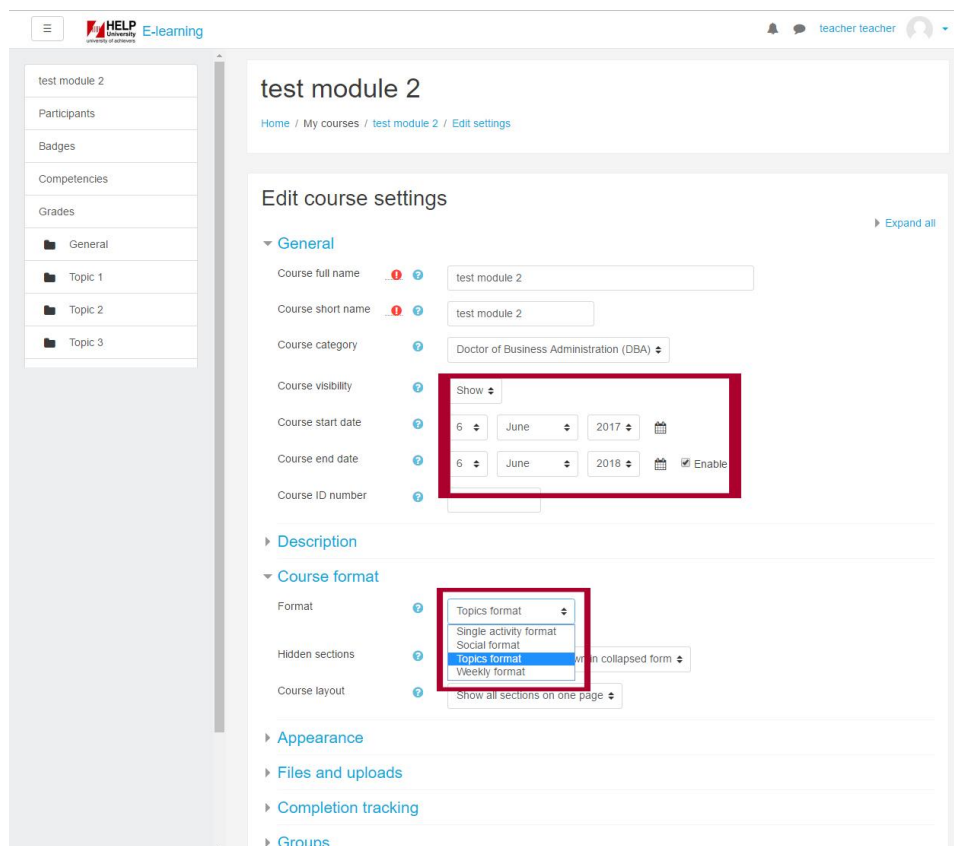 HELP
University
university of achievers
E-learning
teacher teacher
test module 2
Participants
Badges
Competencies
Grades
General
Topic 1
Topic 2
Topic 3
test module 2
Home / My courses / test module 2 / Edit settings
Edit course settings
Expand all
General
Course full name ! ? test module 2
Course short name ! ? test module 2
Course category ? Doctor of Business Administration (DBA)
Course visibility ? Show
Course start date ? 6 June 2017
Course end date ? 6 June 2018 Enable
Course ID number ?
Description
Course format
Format ? Topics format
Single activity format
Social format
Topics format
Weekly format
Hidden sections ? in collapsed form
Course layout ? Show all sections on one page
Appearance
Files and uploads
Completion tracking
Groups